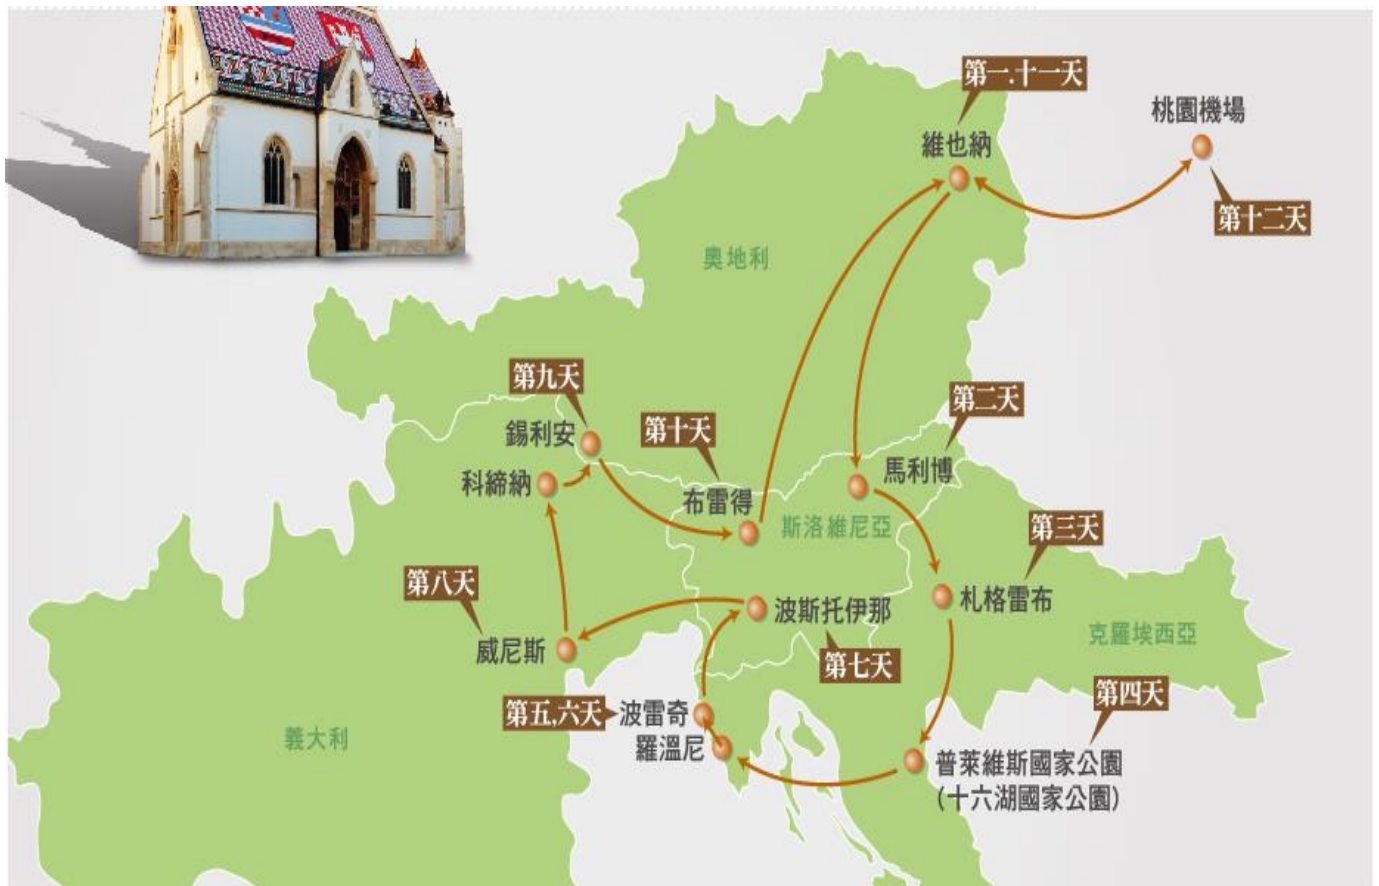 第一.十一天
桃園機場
維也納
第十二天
奧地利
第九天
第二天
錫利安
第十天
科締納
馬利博
布雷得
斯洛維尼亞
第三天
第八天
札格雷布
波斯托伊那
克羅埃西亞
威尼斯
第七天
第四天
第五,六天
波雷奇
義大利
羅溫尼
普萊維斯國家公園
(十六湖國家公園)